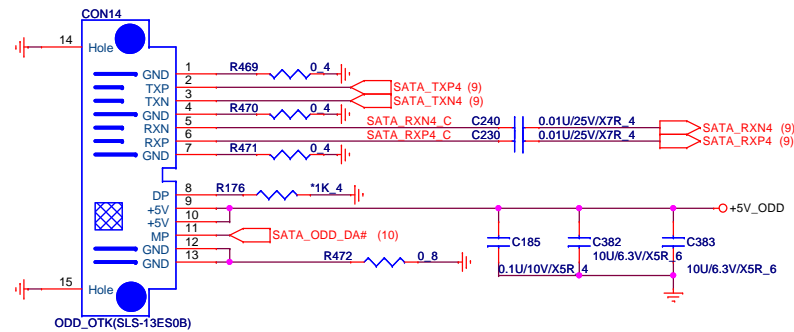 CON14
14
Hole
GND 1 R469 0_4
TXP 2 SATA_TXP4 (9)
TXN 3 SATA_TXN4 (9)
GND 4 R470 0_4
RXN 5 SATA_RXN4_C C240 0.01U/25V/X7R_4 SATA_RXN4 (9)
RXP 6 SATA_RXP4_C C230 0.01U/25V/X7R_4 SATA_RXP4 (9)
GND 7 R471 0_4
DP 8 R176 *1K_4
+5V 9 +5V_ODD
+5V 10
MP 11 SATA_ODD_DA# (10)
GND 12
GND 13 R472 0_8
C185 C382 C383
0.1U/10V/X5R_4 10U/6.3V/X5R_6 10U/6.3V/X5R_6
15
Hole
ODD_OTK(SLS-13ES0B)